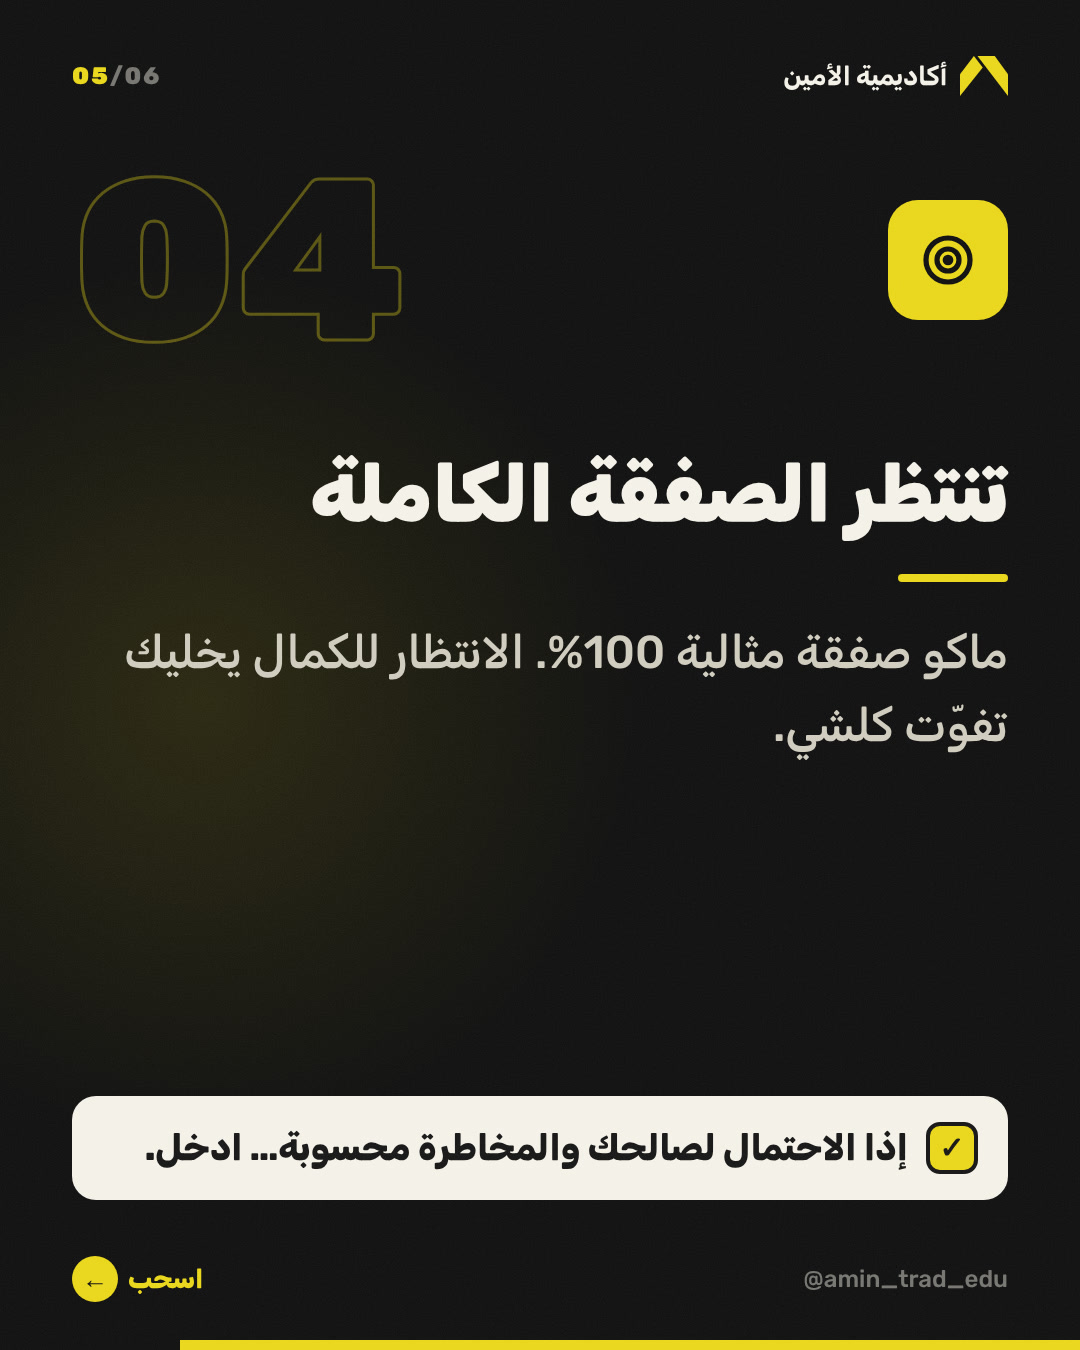 أكاديمية الأمين
05/06
04
تنتظر الصفقة الكاملة
ماكو صفقة مثالية 100%. الانتظار للكمال يخليك
تفوّت كلشي.
✓ إذا الاحتمال لصالحك والمخاطرة محسوبة... ادخل.
@amin_trad_edu
اسحب ←